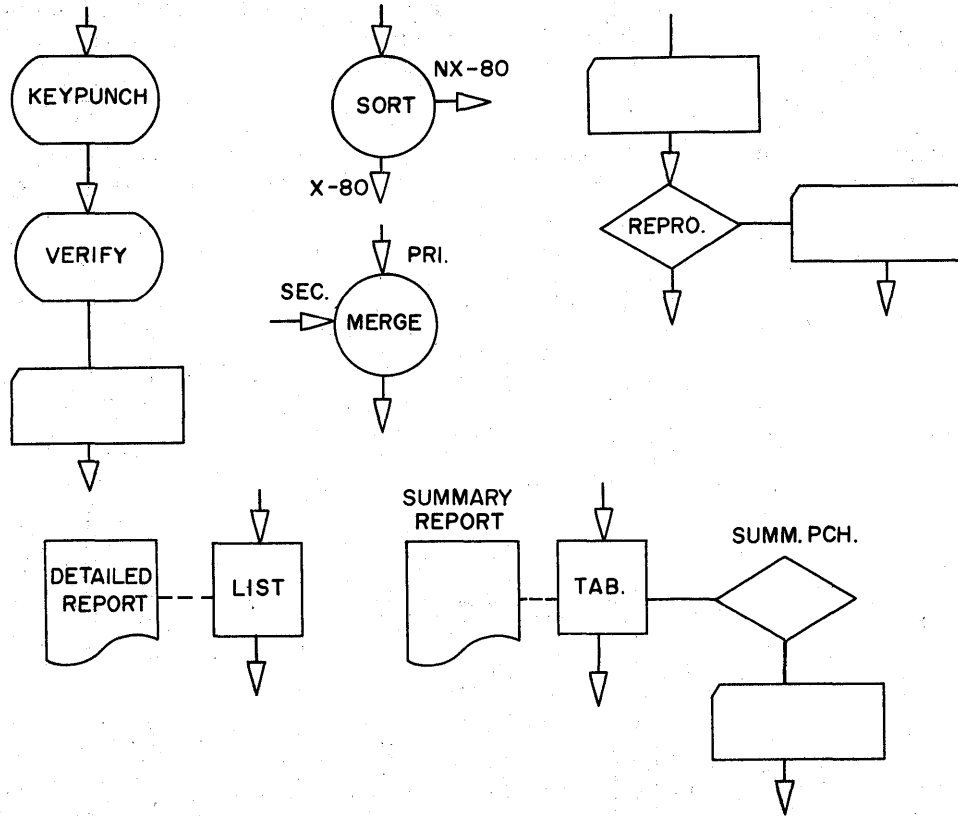 KEYPUNCH
VERIFY
SORT
NX-80
X-80
PRI.
SEC.
MERGE
REPRO.
DETAILED
REPORT
LIST
SUMMARY
REPORT
TAB.
SUMM. PCH.